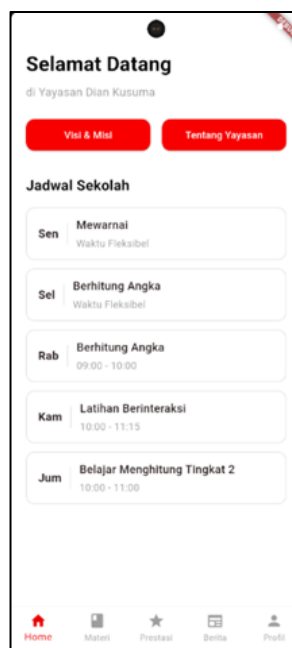 Selamat Datang
di Yayasan Dian Kusuma
Visi & Misi
Tentang Yayasan
Jadwal Sekolah
Sen
Mewarnai
Waktu Fleksibel
Sel
Berhitung Angka
Waktu Fleksibel
Rab
Berhitung Angka
09:00 - 10:00
Kam
Latihan Berinteraksi
10:00 - 11:15
Jum
Belajar Menghitung Tingkat 2
10:00 - 11:00
Home
Materi
Prestasi
Berita
Profil